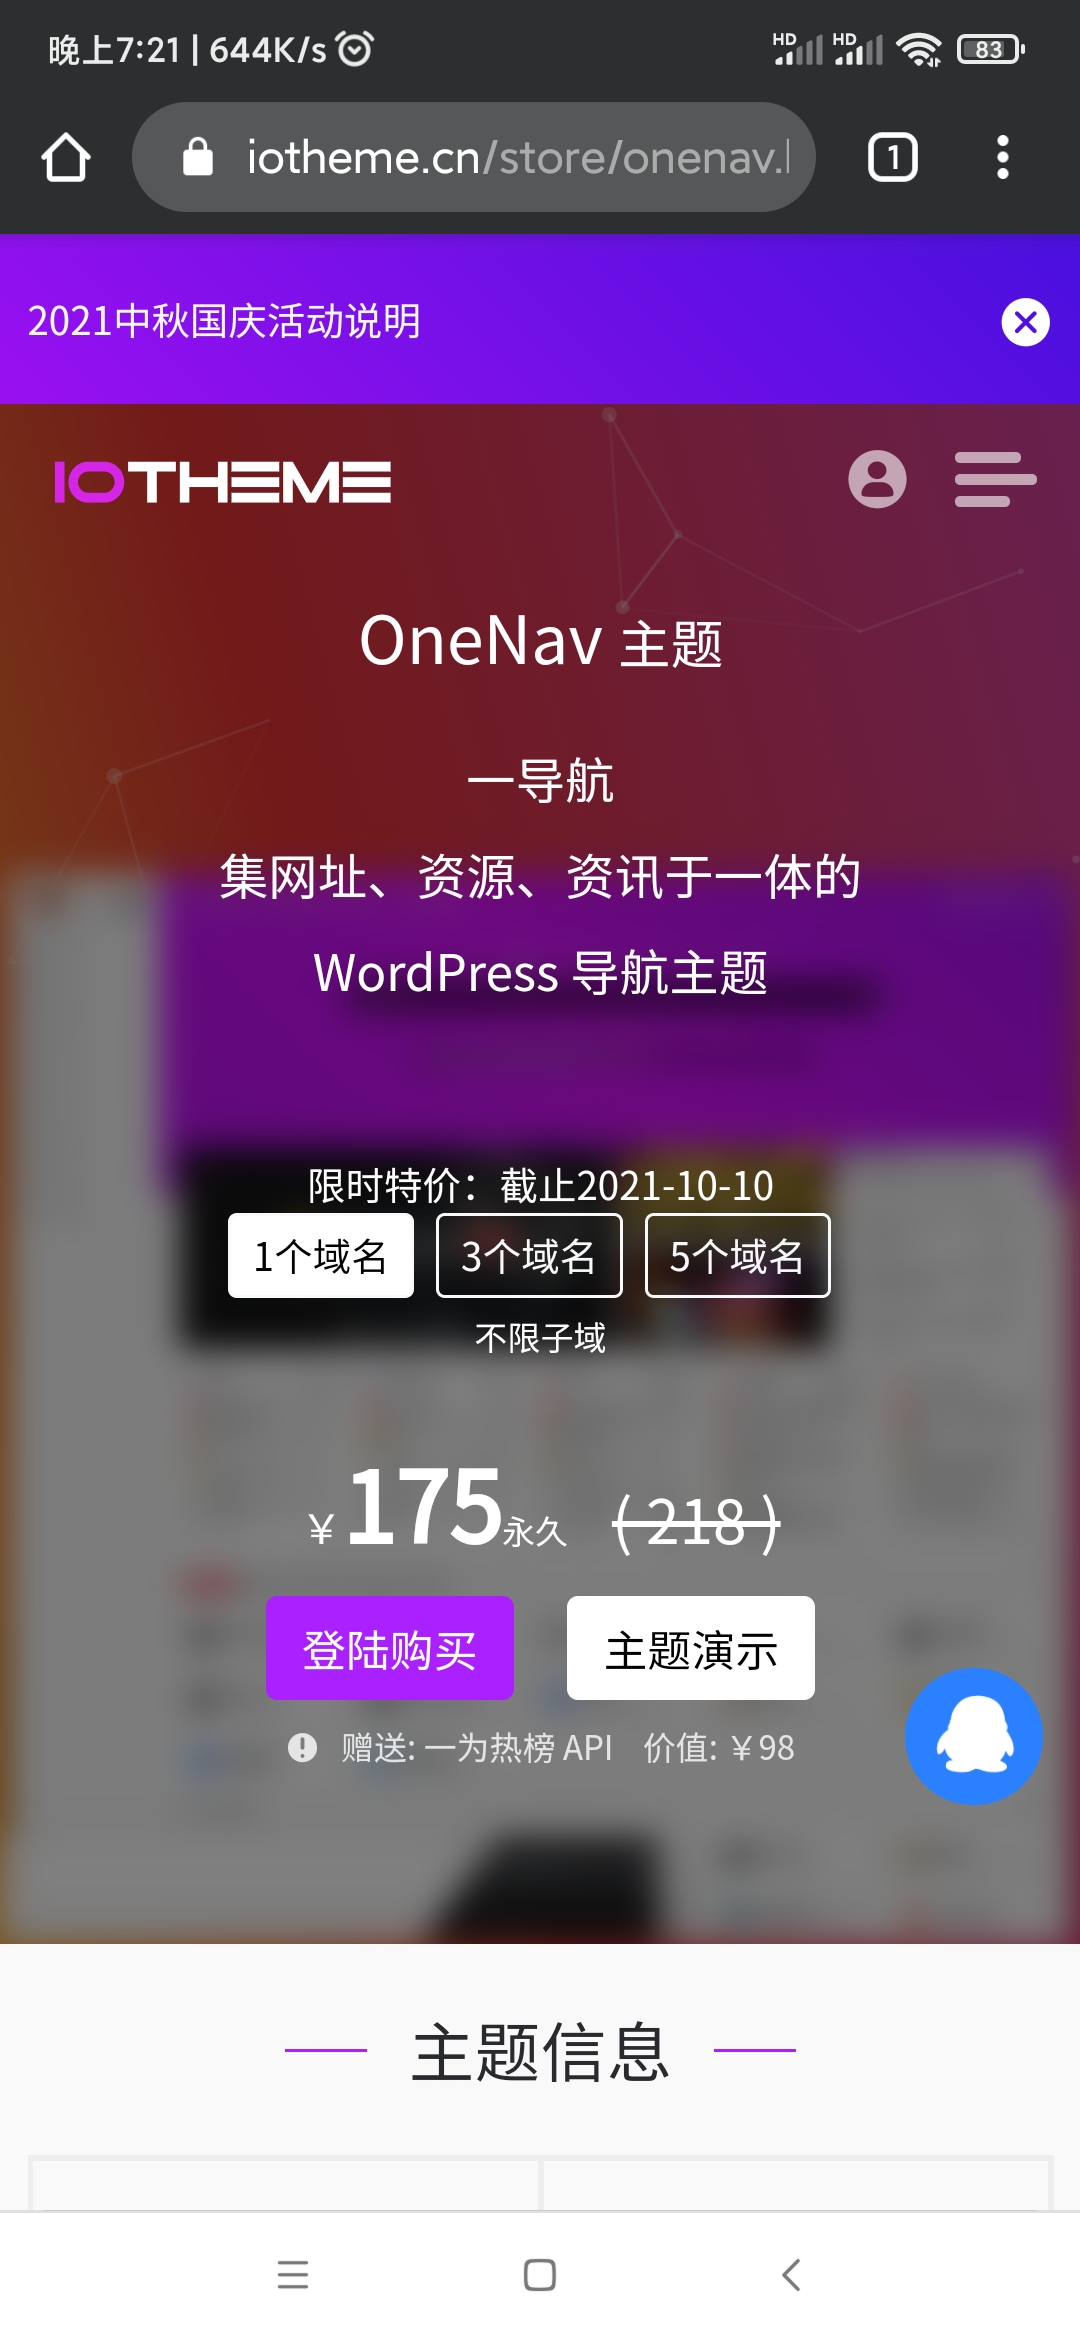 晚上7:21 | 644K/s
HD HD 83
iotheme.cn/store/onenav.
1
2021中秋国庆活动说明
IOTHEME
OneNav 主题
一导航
集网址、资源、资讯于一体的
WordPress 导航主题
限时特价：截止2021-10-10
1个域名 3个域名 5个域名
不限子域
￥175永久 ( 218 )
登陆购买 主题演示
赠送: 一为热榜 API 价值: ￥98
主题信息